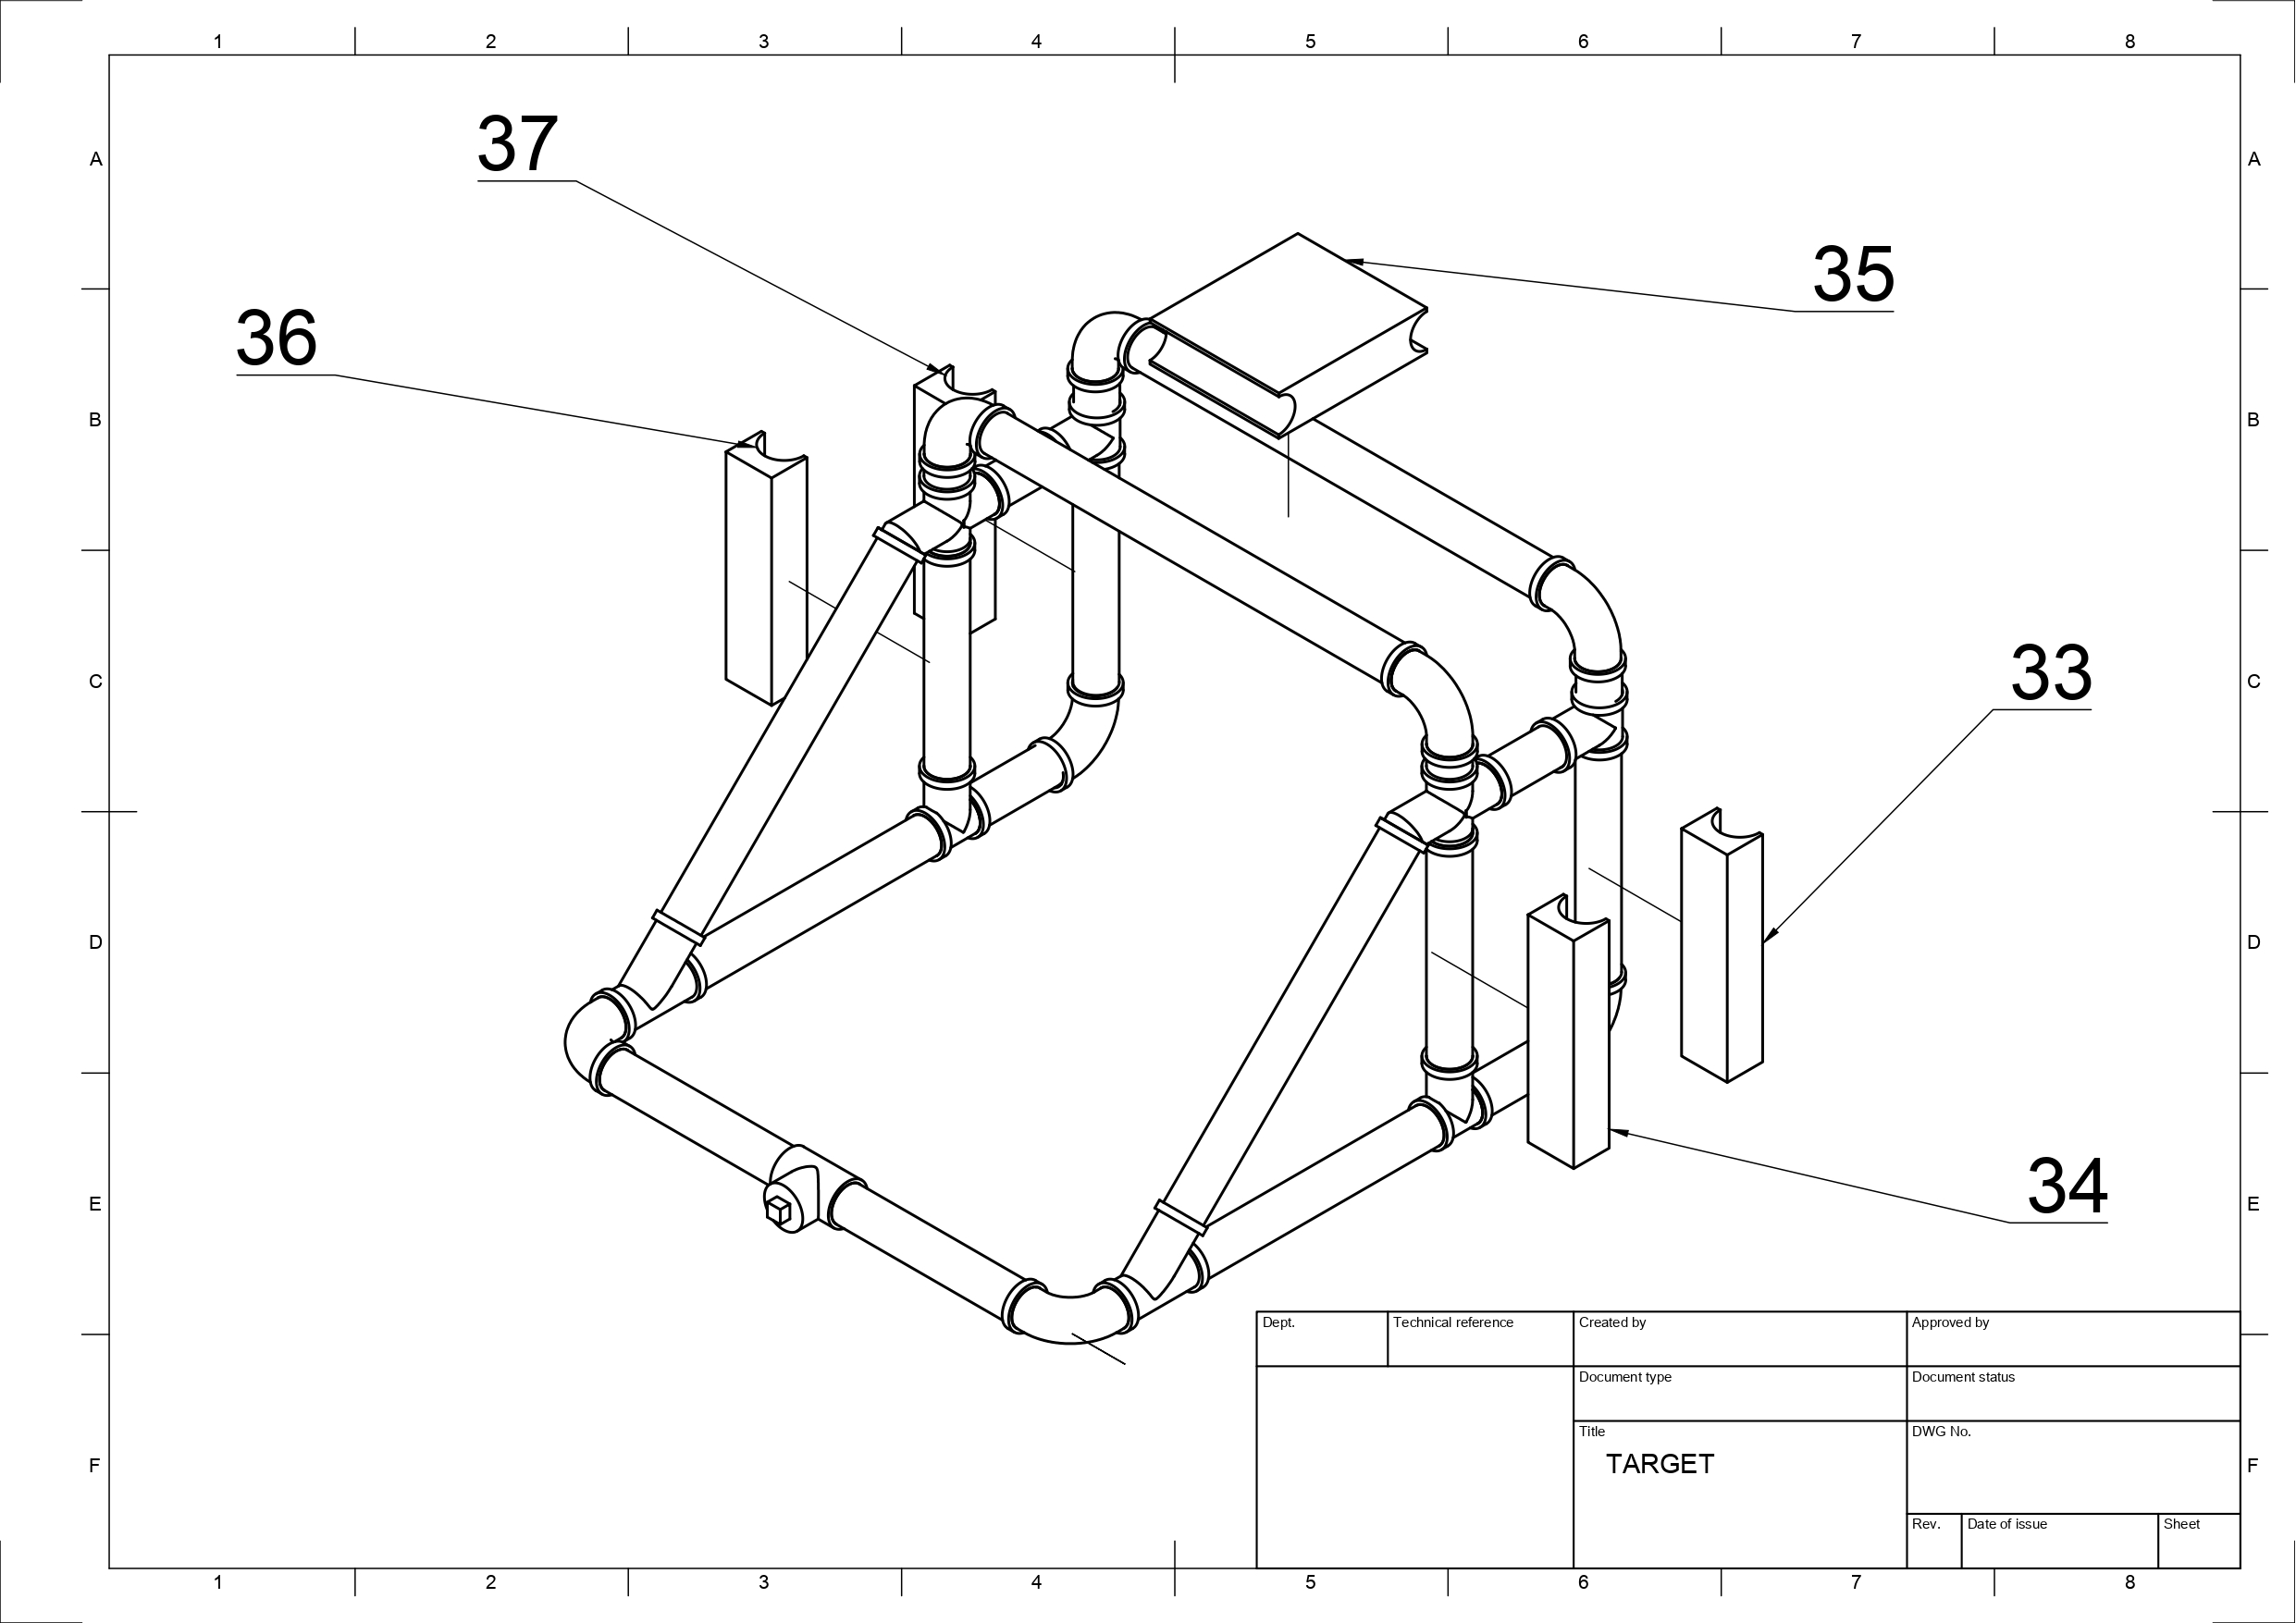 1 2 3 4 5 6 7 8
37
A A
35
36
B B
33
C C
D D
34
E E
Dept. Technical reference Created by Approved by
Document type Document status
Title DWG No.
TARGET
F F
Rev. Date of issue Sheet
1 2 3 4 5 6 7 8